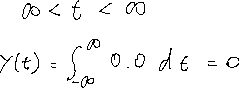 ∞ < t < ∞
γ(t) = ∫_{-∞}^{∞} 0.0 dt = 0